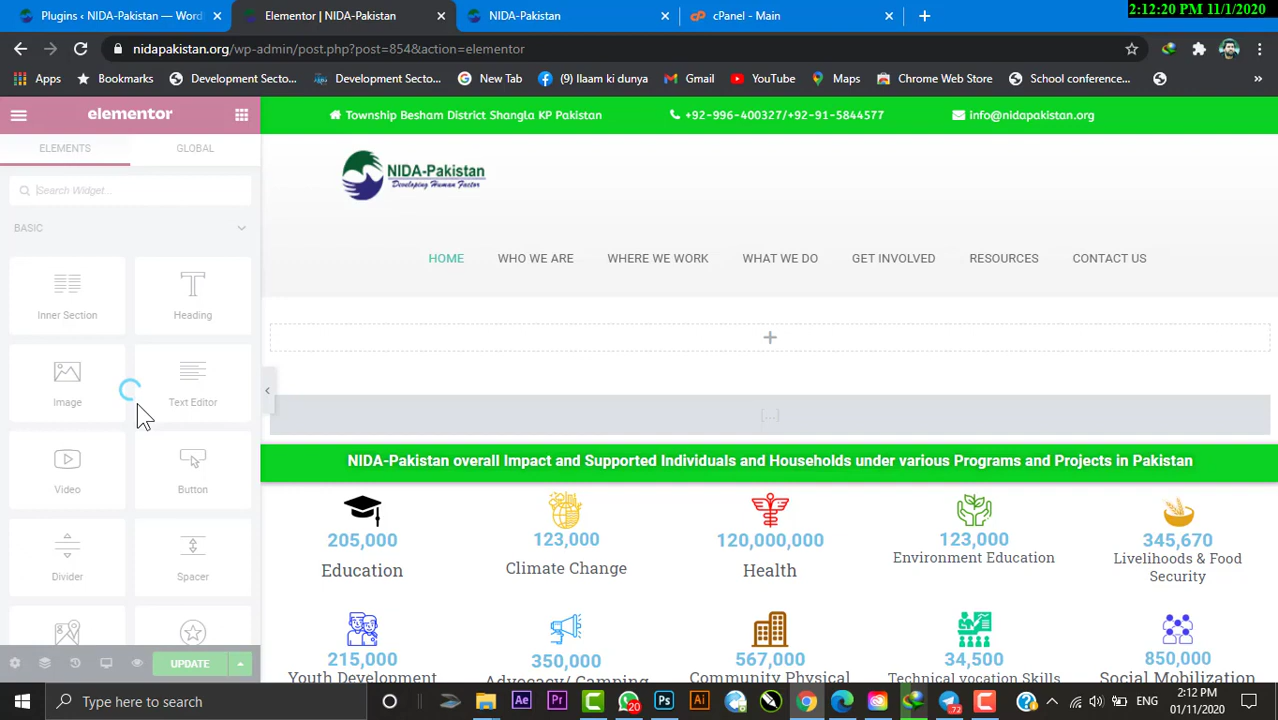 2:12:20 PM 11/1/2020
Plugins ‹ NIDA-Pakistan — Word
Elementor | NIDA-Pakistan
NIDA-Pakistan
cPanel - Main
nidapakistan.org/wp-admin/post.php?post=854&action=elementor
Apps
Bookmarks
Development Secto...
Development Secto...
New Tab
(9) Ilaam ki dunya
Gmail
YouTube
Maps
Chrome Web Store
School conference...
»
elementor
Township Besham District Shangla KP Pakistan
+92-996-400327/+92-91-5844577
info@nidapakistan.org
ELEMENTS
GLOBAL
Search Widget...
NIDA-Pakistan
Developing Human Factor
BASIC
HOME
WHO WE ARE
WHERE WE WORK
WHAT WE DO
GET INVOLVED
RESOURCES
CONTACT US
Inner Section
Heading
Image
Text Editor
Video
Button
Divider
Spacer
{...}
NIDA-Pakistan overall Impact and Supported Individuals and Households under various Programs and Projects in Pakistan
205,000
Education
123,000
Climate Change
120,000,000
Health
123,000
Environment Education
345,670
Livelihoods & Food
Security
215,000
Youth Development
350,000
Advocacy/ Camping
567,000
Community Physical
34,500
Technical vocation Skills
850,000
Social Mobilization
UPDATE
Type here to search
Ae
Pr
20
Ps
Ai
72
ENG
2:12 PM
01/11/2020